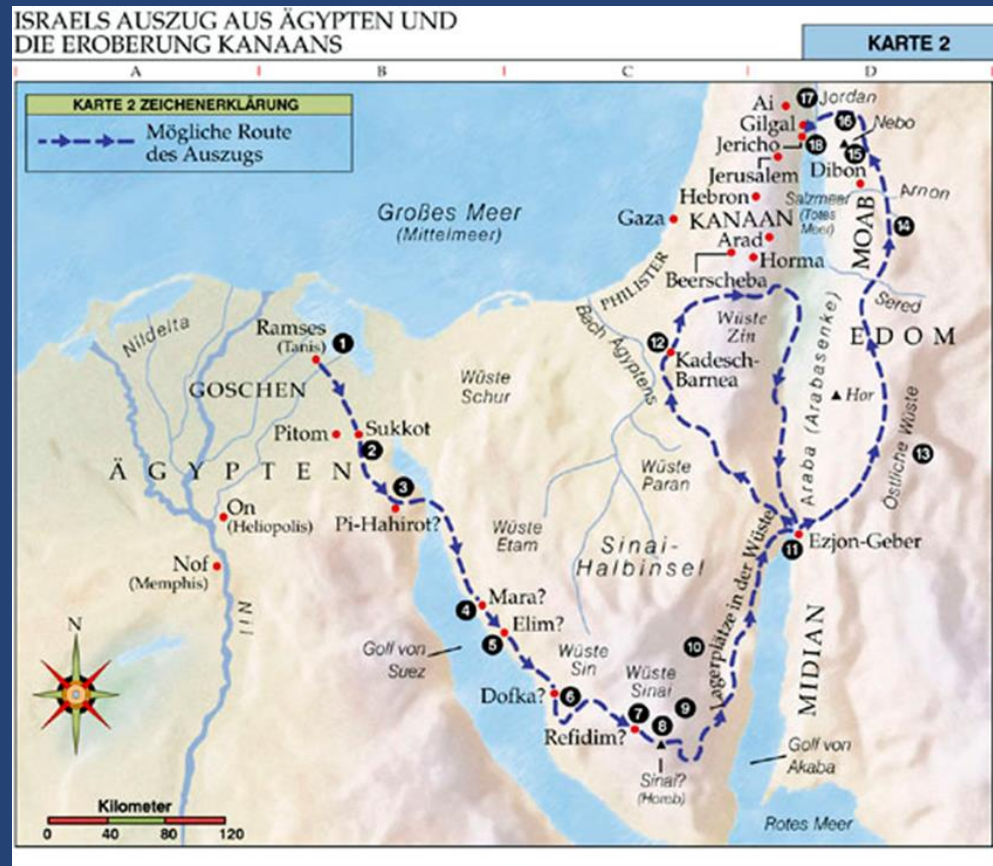 ISRAELS AUSZUG AUS ÄGYPTEN UND
DIE EROBERUNG KANAANS
KARTE 2
A
B
C
D
KARTE 2 ZEICHENERKLÄRUNG
Mögliche Route
des Auszugs
Großes Meer
(Mittelmeer)
Ai
17
Jordan
Gilgal
16
Nebo
Jericho
18
15
Jerusalem
Dibon
Hebron
Salzmeer
(Totes
Meer)
Arnon
Gaza
KANAAN
MOAB
14
Arad
Horma
Beerscheba
PHILISTER
Sered
Nildelta
Ramses
(Tanis)
1
Bach Ägyptens
Wüste
Zin
EDOM
12
Kadesch-
Barnea
GOSCHEN
Wüste
Schur
Hor
Araba (Arabasenke)
Östliche Wüste
13
Pitom
Sukkot
2
ÄGYPTEN
3
Wüste
Paran
On
(Heliopolis)
Pi-Hahirot?
Wüste
Etam
Sinai-
Halbinsel
Ezjon-Geber
11
Nof
(Memphis)
Nil
Mara?
4
Elim?
5
Lagerplätze in der Wüste
10
MIDIAN
N
Golf von
Suez
Wüste
Sin
Wüste
Sinai
Dofka?
6
9
7
8
Refidim?
Golf von
Akaba
Sinai?
(Horeb)
Kilometer
0 40 80 120
Rotes Meer